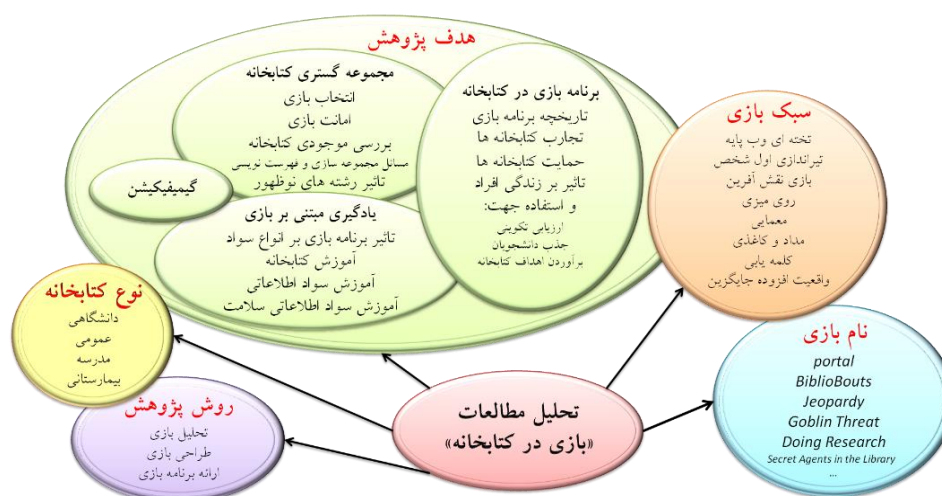 هدف پژوهش
مجموعه گستری کتابخانه
انتخاب بازی
امانت بازی
بررسی موجودی کتابخانه
مسائل مجموعه سازی و فهرست نویسی
تاثیر رشته های نوظهور
برنامه بازی در کتابخانه
تاریخچه برنامه بازی
تجارب کتابخانه ها
حمایت کتابخانه ها
تاثیر بر زندگی افراد
و استفاده جهت:
ارزیابی تکوینی
جذب دانشجویان
برآوردن اهداف کتابخانه
گیمیفیکیشن
یادگیری مبتنی بر بازی
تاثیر برنامه بازی بر انواع سواد
آموزش کتابخانه
آموزش سواد اطلاعاتی
آموزش سواد اطلاعاتی سلامت
سبک بازی
تخته ای وب پایه
تیراندازی اول شخص
بازی نقش آفرین
روی میزی
معمایی
مداد و کاغذی
کلمه یابی
واقعیت افزوده جایگزین
نوع کتابخانه
دانشگاهی
عمومی
مدرسه
بیمارستانی
نام بازی
portal
BiblioBouts
Jeopardy
Goblin Threat
Doing Research
Secret Agents in the Library
...
روش پژوهش
تحلیل بازی
طراحی بازی
ارائه برنامه بازی
تحلیل مطالعات
«بازی در کتابخانه»